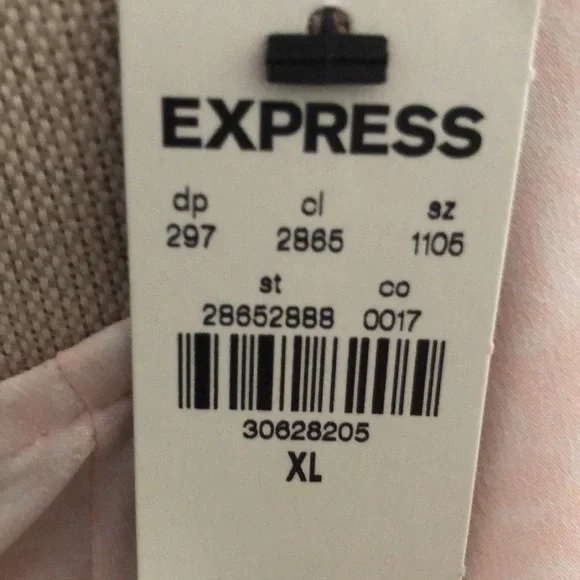 EXPRESS
dp cl sz
297 2865 1105
st co
28652888 0017
30628205
XL